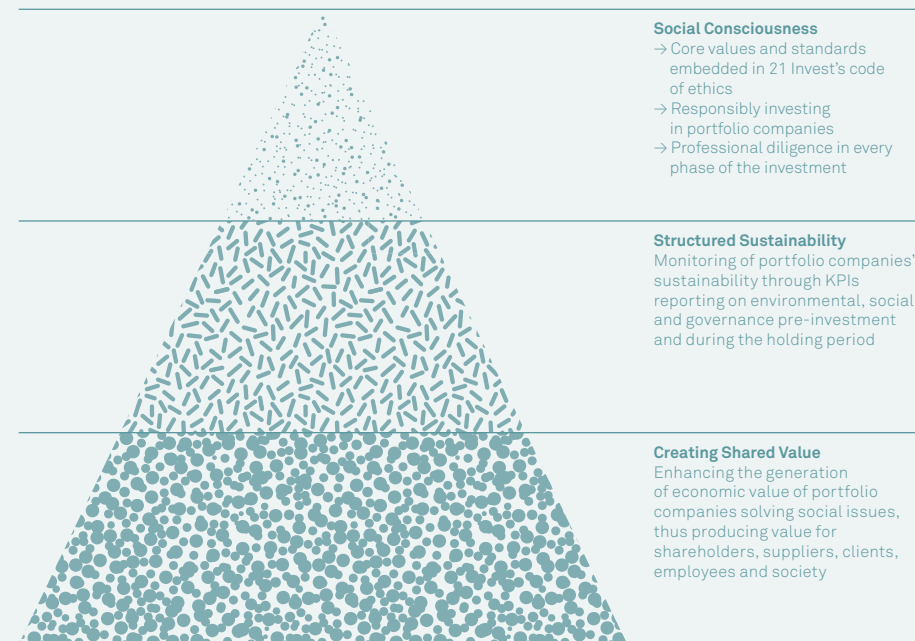 Social Consciousness
→ Core values and standards
embedded in 21 Invest's code
of ethics
→ Responsibly investing
in portfolio companies
→ Professional diligence in every
phase of the investment
Structured Sustainability
Monitoring of portfolio companies'
sustainability through KPIs
reporting on environmental, social
and governance pre-investment
and during the holding period
Creating Shared Value
Enhancing the generation
of economic value of portfolio
companies solving social issues,
thus producing value for
shareholders, suppliers, clients,
employees and society